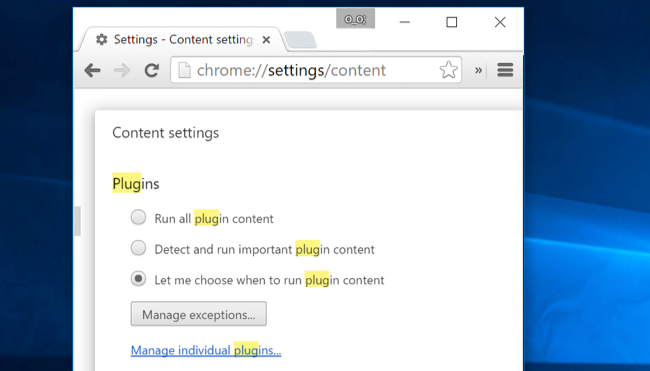 O_O;
Settings - Content setting
chrome://settings/content
»
Content settings
Plugins
Run all plugin content
Detect and run important plugin content
Let me choose when to run plugin content
Manage exceptions...
Manage individual plugins...